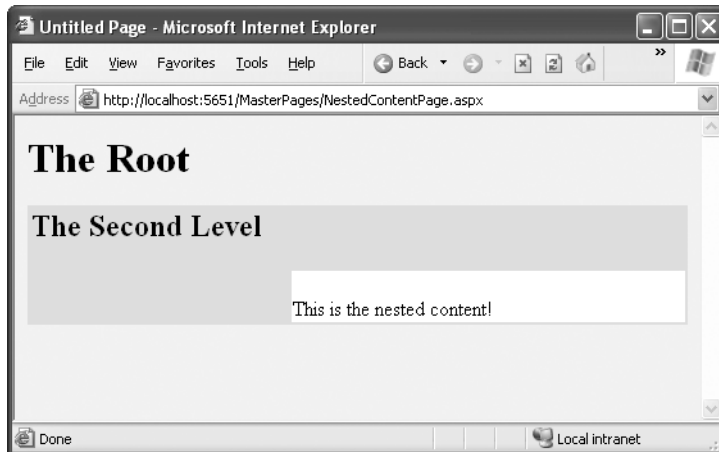 Untitled Page - Microsoft Internet Explorer
File Edit View Favorites Tools Help Back »
Address http://localhost:5651/MasterPages/NestedContentPage.aspx
The Root
The Second Level
This is the nested content!
Done Local intranet